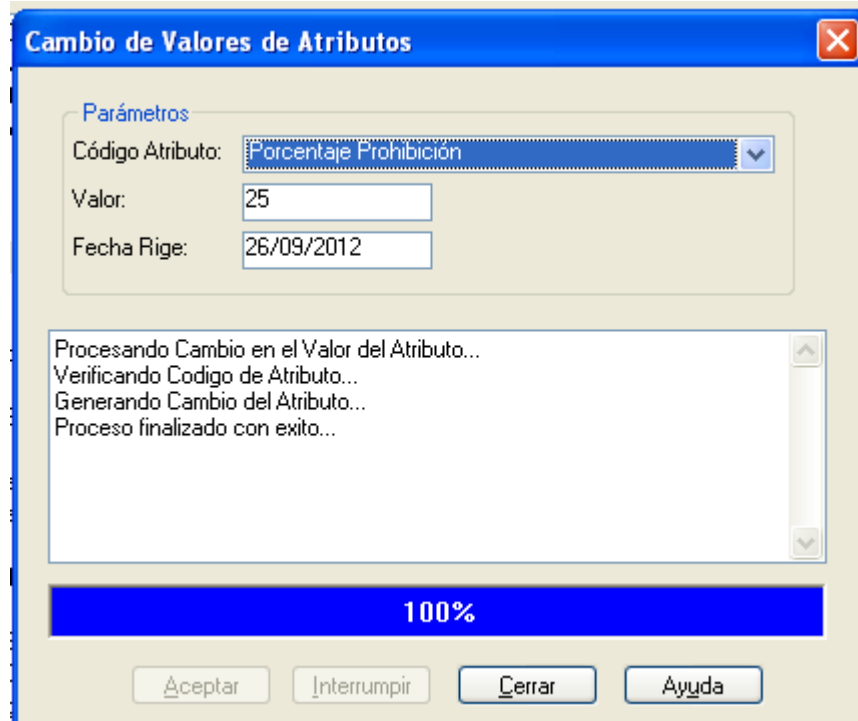 Cambio de Valores de Atributos
Parámetros
Código Atributo: Porcentaje Prohibición
Valor: 25
Fecha Rige: 26/09/2012
Procesando Cambio en el Valor del Atributo...
Verificando Codigo de Atributo...
Generando Cambio del Atributo...
Proceso finalizado con exito...
100%
Aceptar Interrumpir Cerrar Ayuda